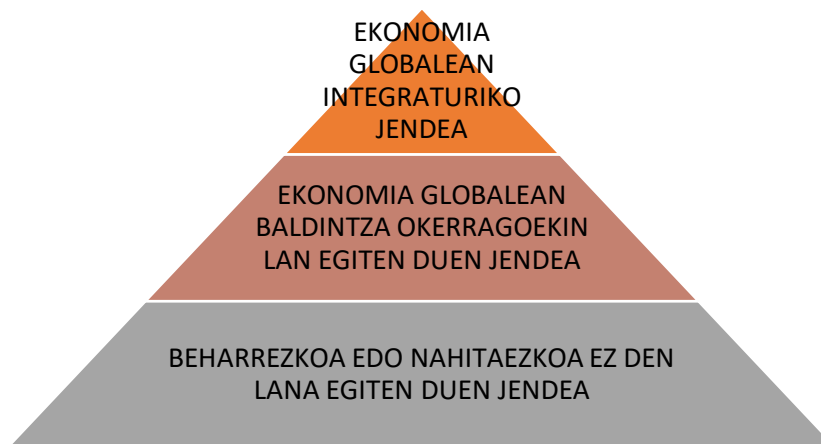 EKONOMIA
GLOBALEAN
INTEGRATURIKO
JENDEA
EKONOMIA GLOBALEAN
BALDINTZA OKERRAGOEKIN
LAN EGITEN DUEN JENDEA
BEHARREZKOA EDO NAHITAEZKOA EZ DEN
LANA EGITEN DUEN JENDEA